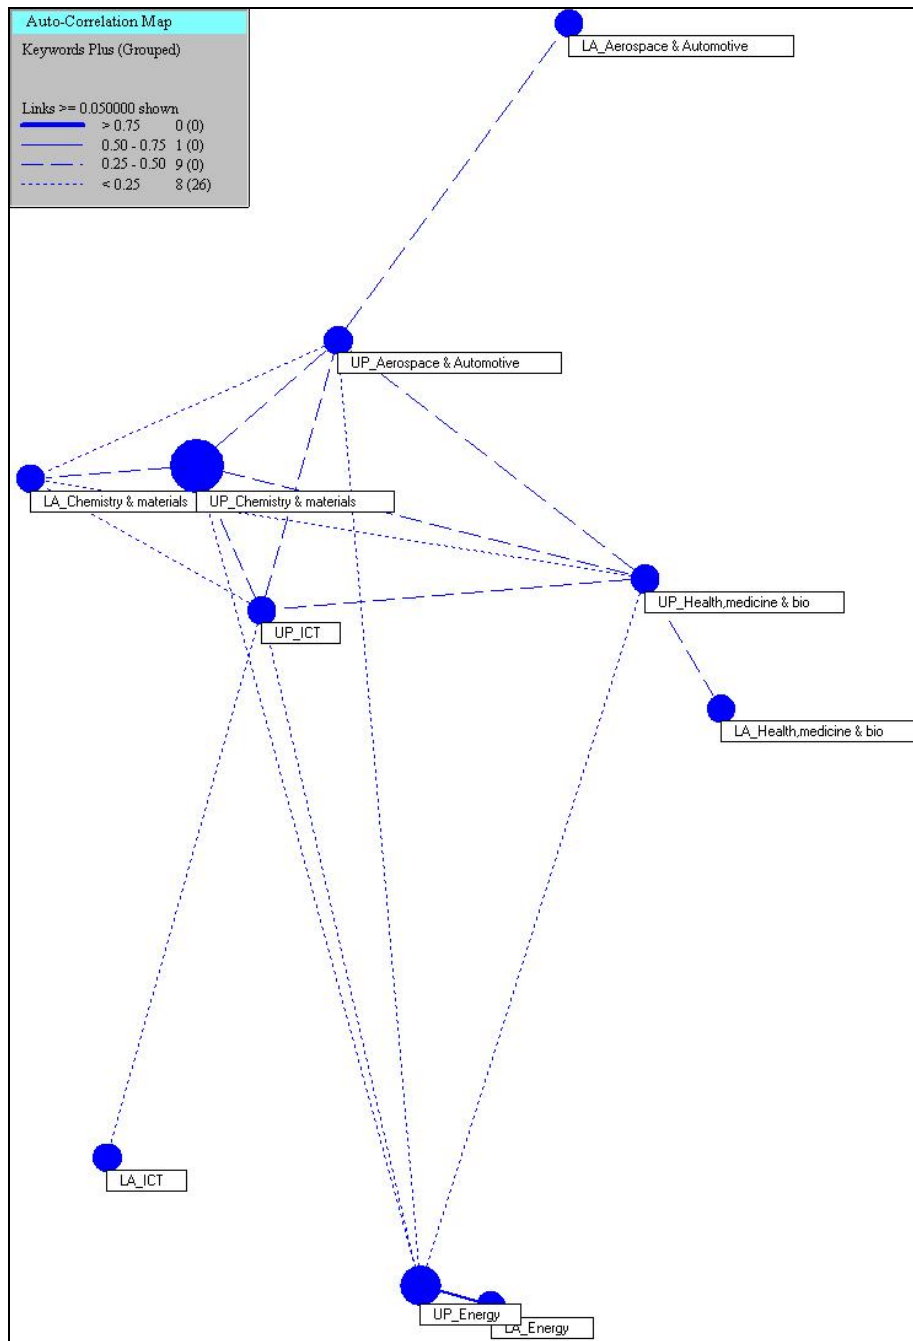 Auto-Correlation Map
Keywords Plus (Grouped)
Links >= 0.050000 shown
> 0.75 0 (0)
0.50 - 0.75 1 (0)
0.25 - 0.50 9 (0)
< 0.25 8 (26)
LA_Aerospace & Automotive
UP_Aerospace & Automotive
LA_Chemistry & materials
UP_Chemistry & materials
UP_Health,medicine & bio
UP_ICT
LA_Health,medicine & bio
LA_ICT
UP_Energy
LA_Energy